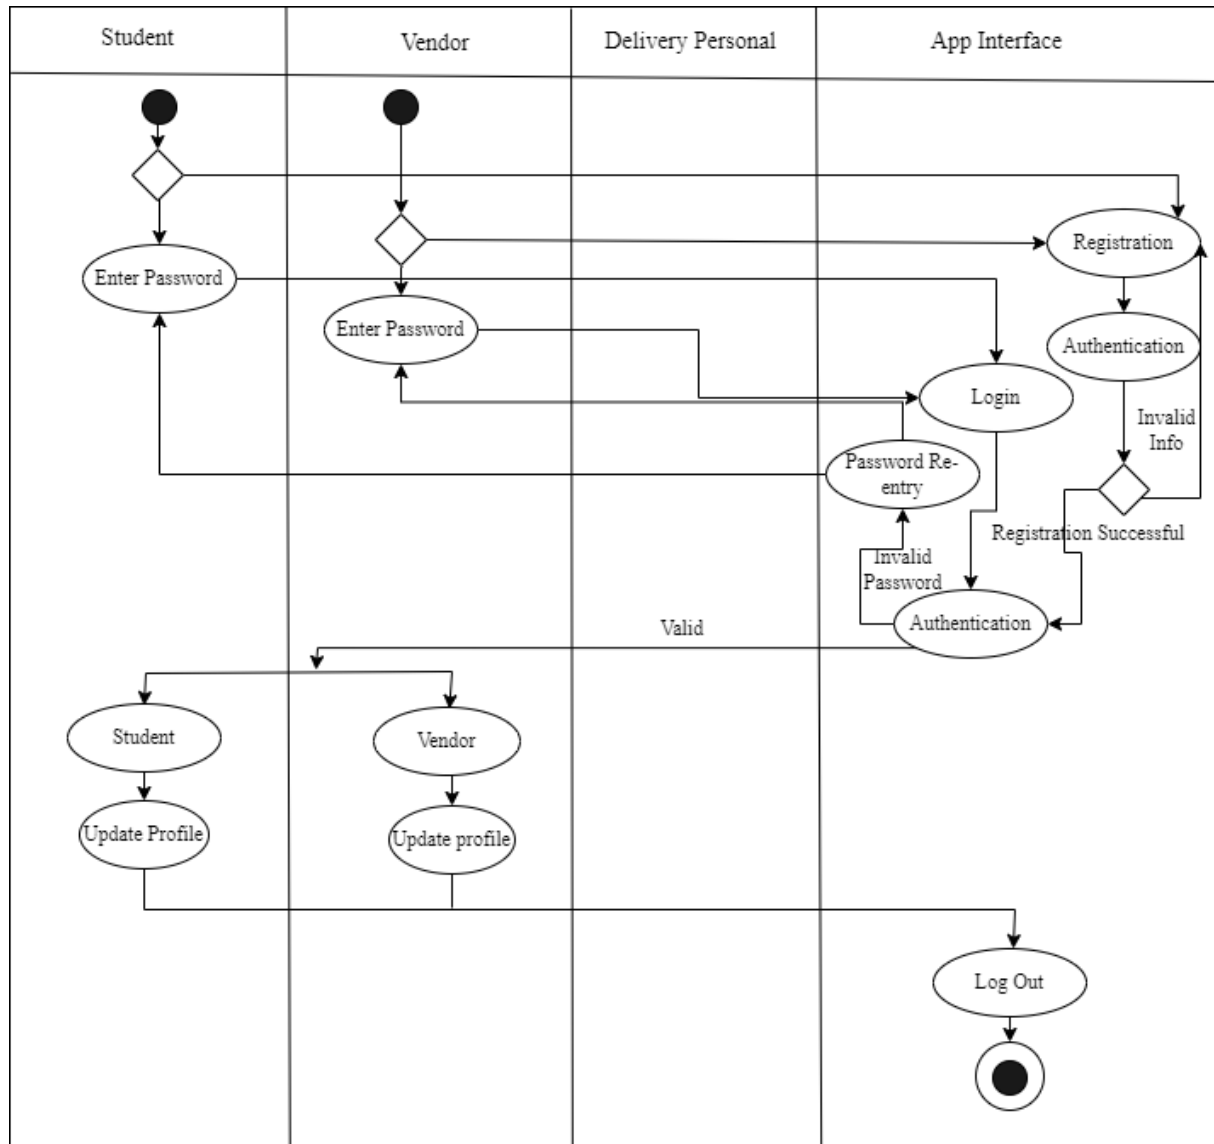 Student
Vendor
Delivery Personal
App Interface
Registration
Enter Password
Enter Password
Authentication
Login
Invalid
Info
Password Re-
entry
Registration Successful
Invalid
Password
Authentication
Valid
Student
Vendor
Update Profile
Update profile
Log Out